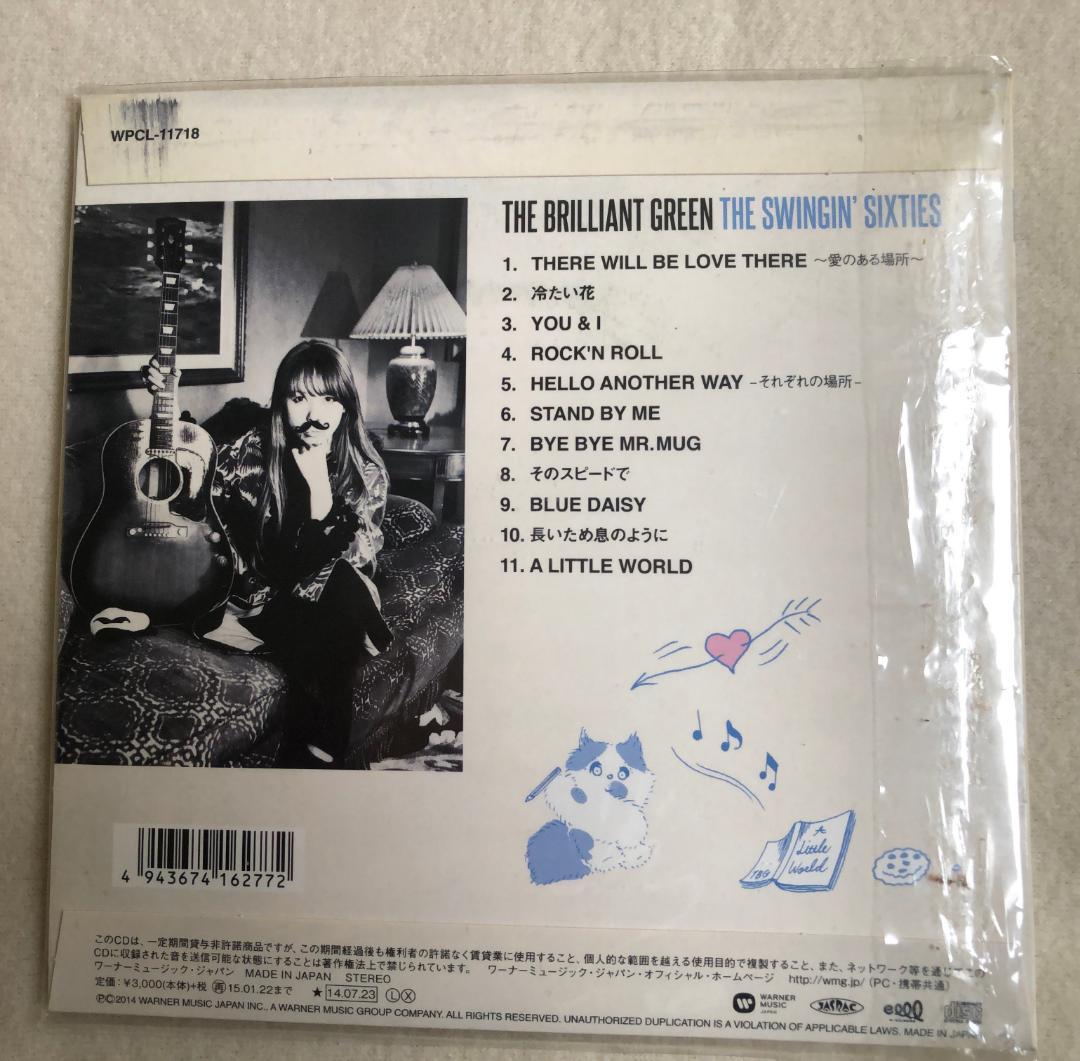 WPCL-11718
THE BRILLIANT GREEN THE SWINGIN' SIXTIES
1. THERE WILL BE LOVE THERE ～愛のある場所～
2. 冷たい花
3. YOU & I
4. ROCK'N ROLL
5. HELLO ANOTHER WAY -それぞれの場所-
6. STAND BY ME
7. BYE BYE MR.MUG
8. そのスピードで
9. BLUE DAISY
10. 長いため息のように
11. A LITTLE WORLD
TBG
A
Little
World
4 943674 162772
このCDは、一定期間貸与非許諾商品ですが、この期間経過後も権利者の許諾なく賃貸業に使用すること、個人的な範囲を越える使用目的で複製すること、また、ネットワーク等を通じてこの
CDに収録された音を送信可能な状態にすることは著作権法上で禁じられています。 ワーナーミュージック・ジャパン・オフィシャル・ホームページ http://wmg.jp/ (PC・携帯共通)
ワーナーミュージック・ジャパン MADE IN JAPAN STEREO
定価：¥3,000(本体)+税 再15.01.22まで ★14.07.23 Ⓛ Ⓧ
ⓅⒸ2014 WARNER MUSIC JAPAN INC., A WARNER MUSIC GROUP COMPANY. ALL RIGHTS RESERVED. UNAUTHORIZED DUPLICATION IS A VIOLATION OF APPLICABLE LAWS. MADE IN JAPAN
WARNER
MUSIC
JAPAN
JASRAC